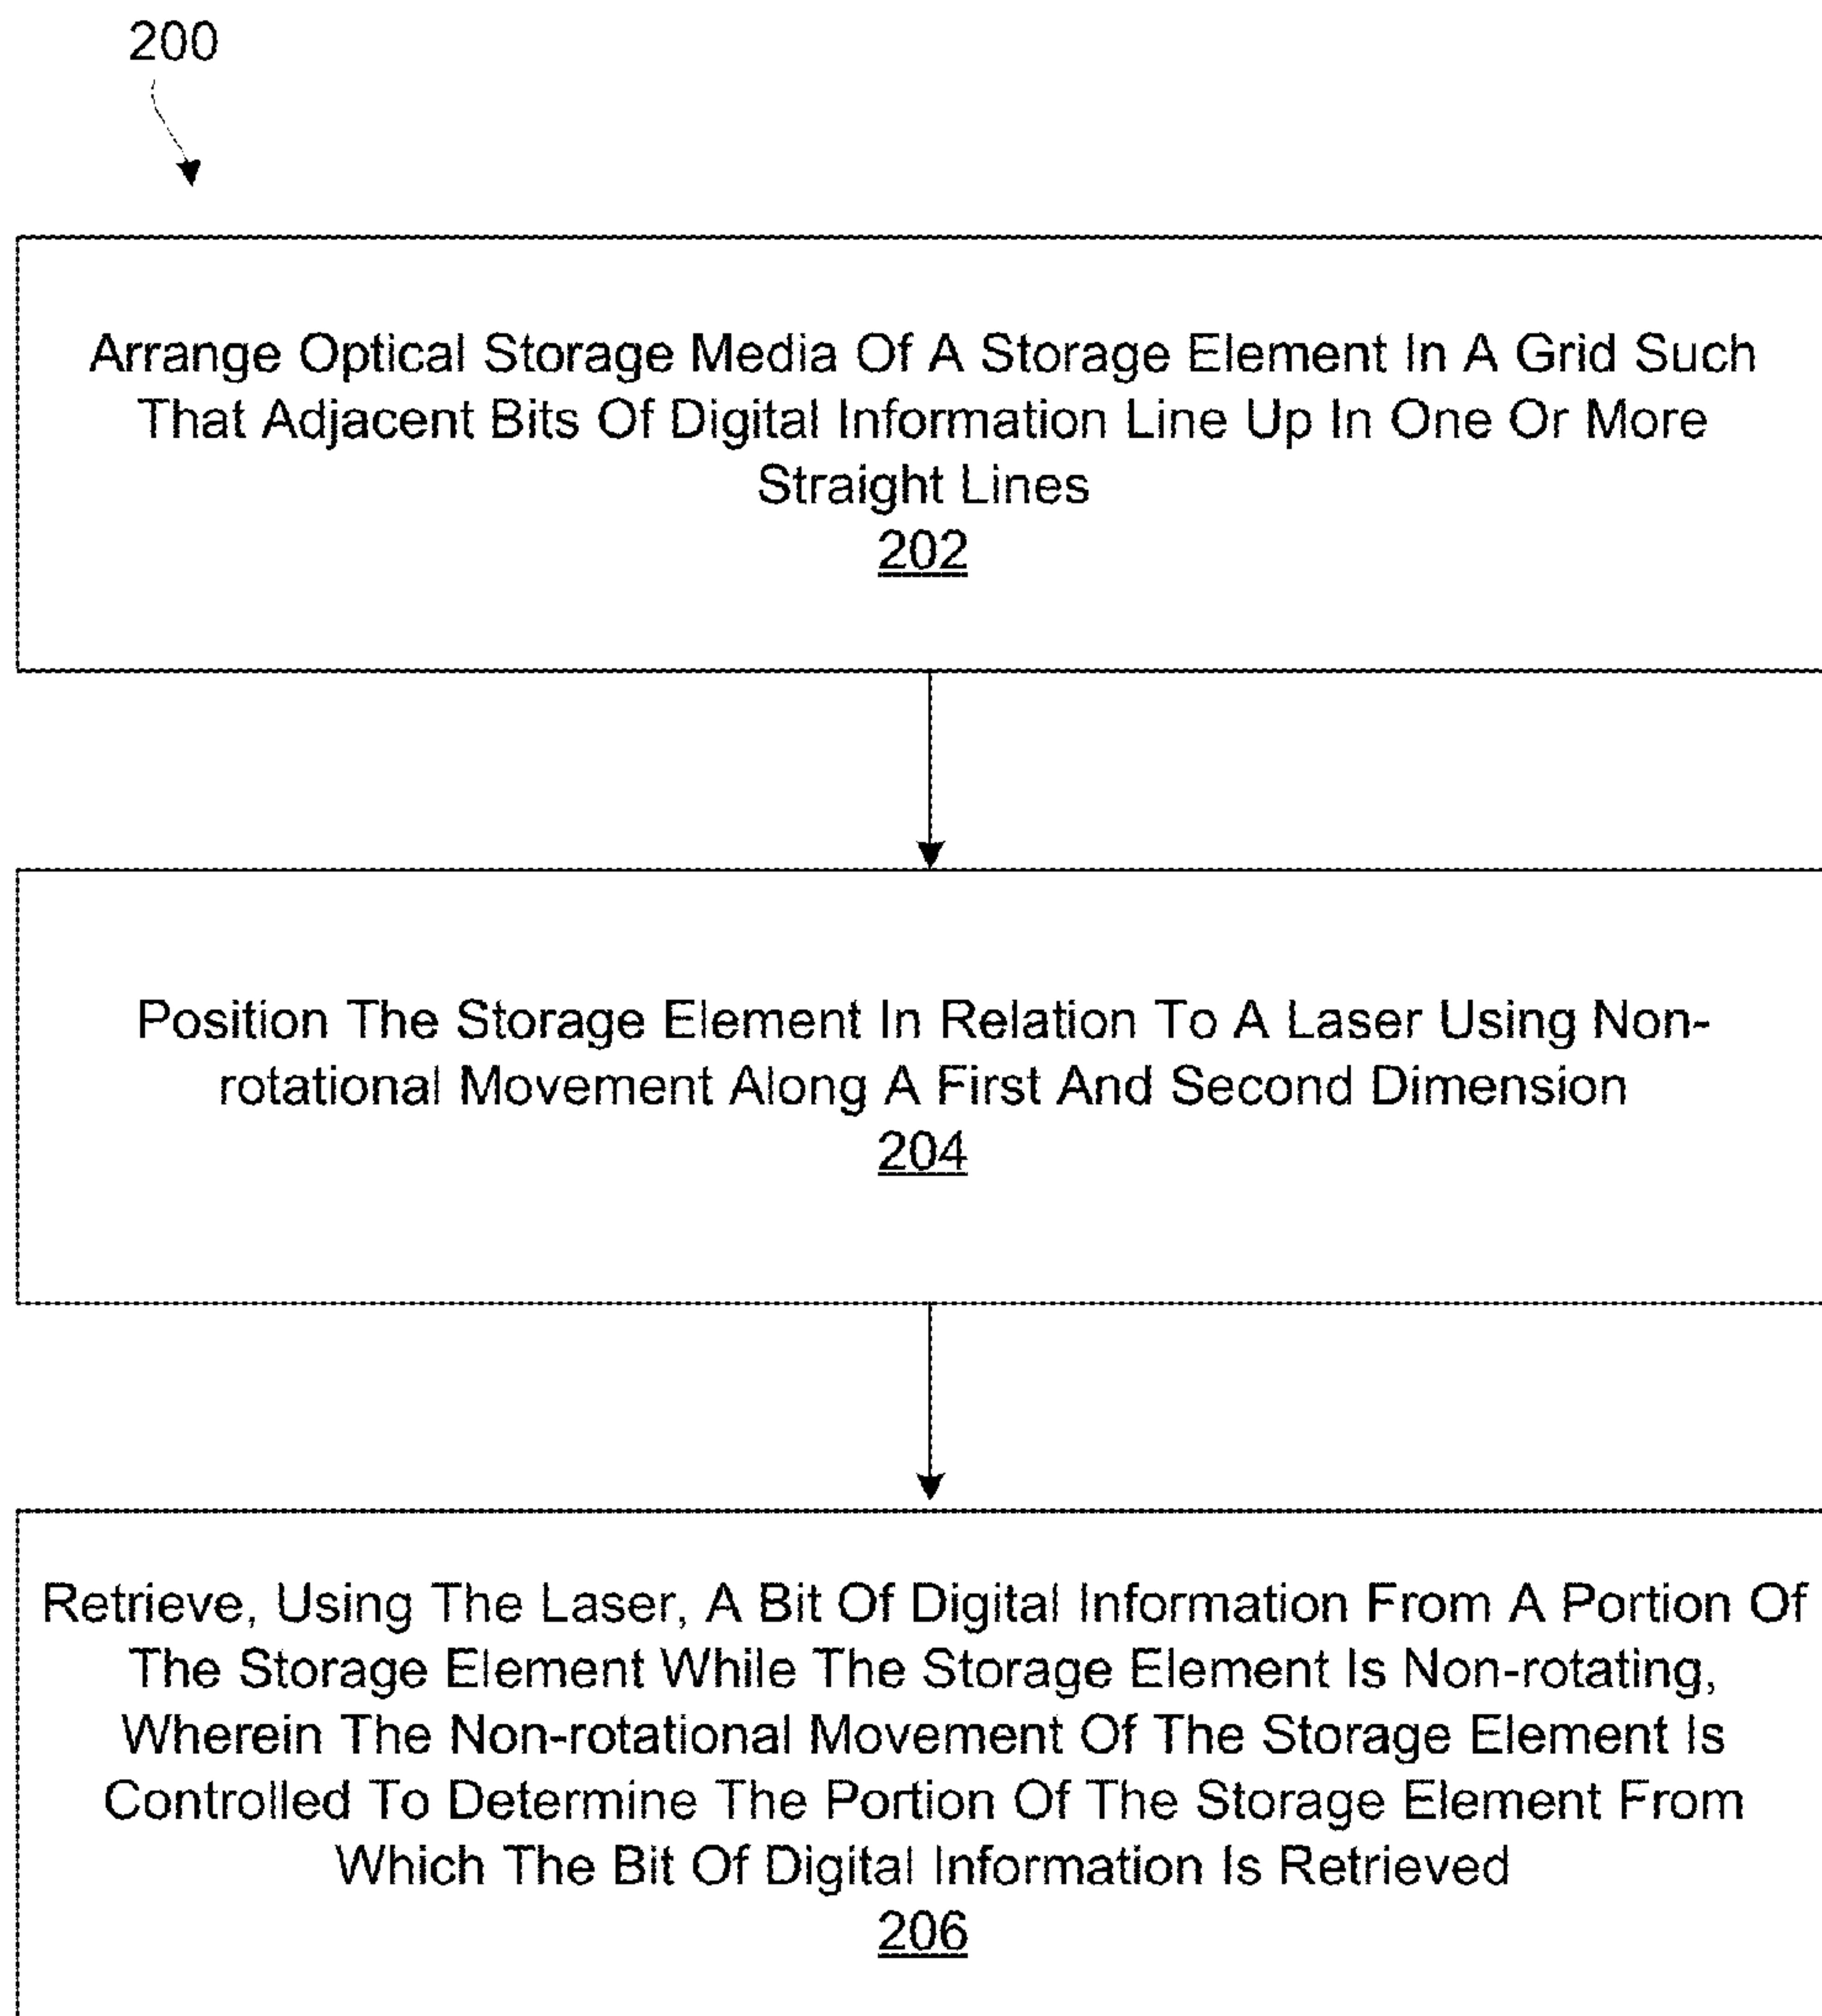 200
Arrange Optical Storage Media Of A Storage Element In A Grid Such
That Adjacent Bits Of Digital Information Line Up In One Or More
Straight Lines
202
Position The Storage Element In Relation To A Laser Using Non-
rotational Movement Along A First And Second Dimension
204
Retrieve, Using The Laser, A Bit Of Digital Information From A Portion Of
The Storage Element While The Storage Element Is Non-rotating,
Wherein The Non-rotational Movement Of The Storage Element Is
Controlled To Determine The Portion Of The Storage Element From
Which The Bit Of Digital Information Is Retrieved
206